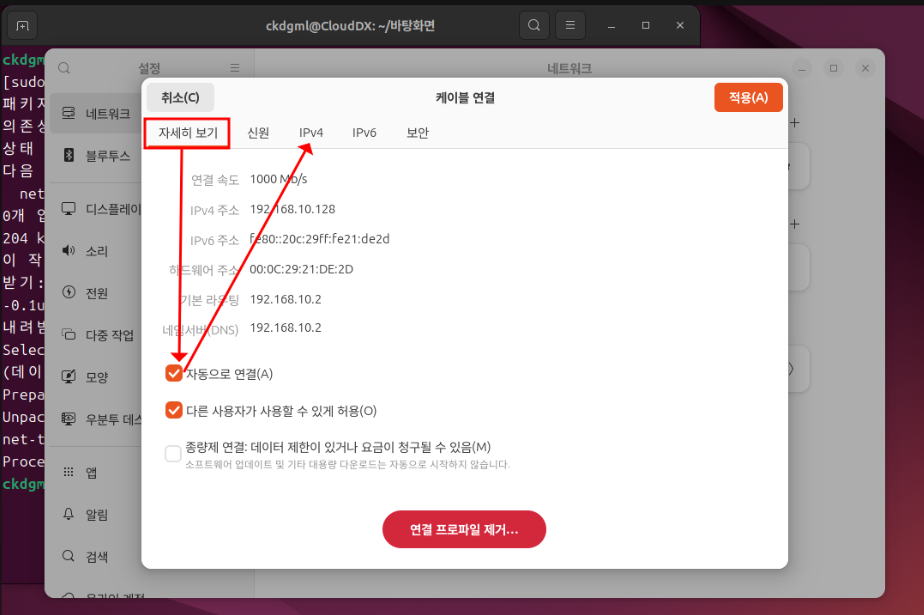 ckdgml@CloudDX: ~/바탕화면
ckdgm
[sudo
패키지
의존성
상태
다음
net
0개 업
204 k
이 작
받기:
-0.1u
내려받
Selec
(데이
Prepa
Unpac
net-t
Proce
ckdgm
설정
네트워크
네트워크
블루투스
디스플레이
소리
전원
다중 작업
모양
우분투 데스
앱
알림
검색
온라인 계정
취소(C)
케이블 연결
적용(A)
자세히 보기
신원
IPv4
IPv6
보안
연결 속도 1000 Mb/s
IPv4 주소 192.168.10.128
IPv6 주소 fe80::20c:29ff:fe21:de2d
하드웨어 주소 00:0C:29:21:DE:2D
기본 라우팅 192.168.10.2
네임서버(DNS) 192.168.10.2
자동으로 연결(A)
다른 사용자가 사용할 수 있게 허용(O)
종량제 연결: 데이터 제한이 있거나 요금이 청구될 수 있음(M)
소프트웨어 업데이트 및 기타 대용량 다운로드는 자동으로 시작하지 않습니다.
연결 프로파일 제거...